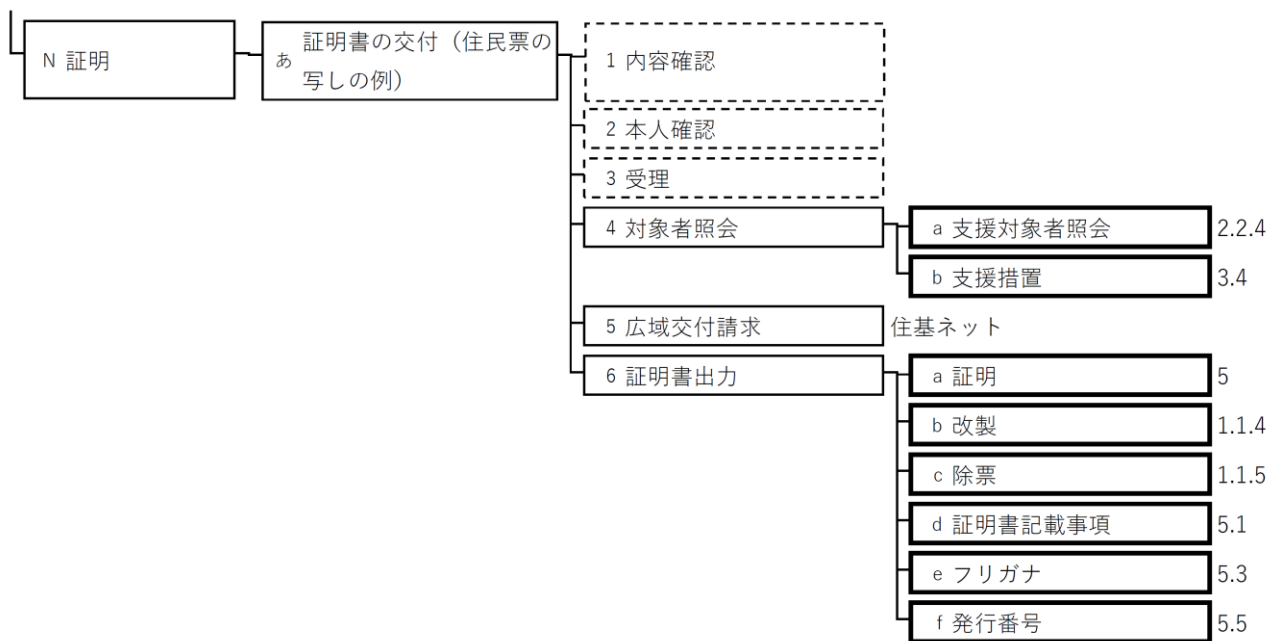 N 証明
あ 証明書の交付（住民票の
写しの例）
1 内容確認
2 本人確認
3 受理
4 対象者照会
a 支援対象者照会 2.2.4
b 支援措置 3.4
5 広域交付請求 住基ネット
6 証明書出力
a 証明 5
b 改製 1.1.4
c 除票 1.1.5
d 証明書記載事項 5.1
e フリガナ 5.3
f 発行番号 5.5